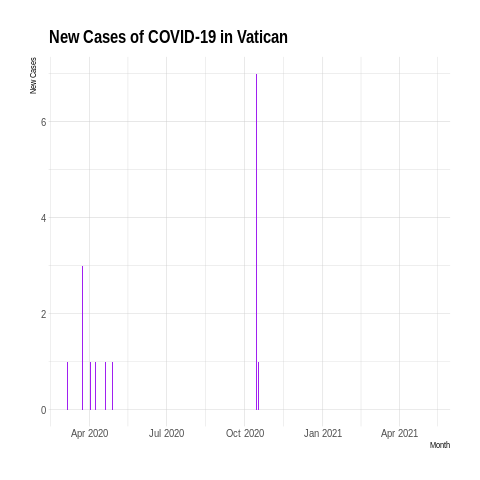 New Cases of COVID-19 in Vatican
New Cases
6
4
2
0
Apr 2020 Jul 2020 Oct 2020 Jan 2021 Apr 2021
Month